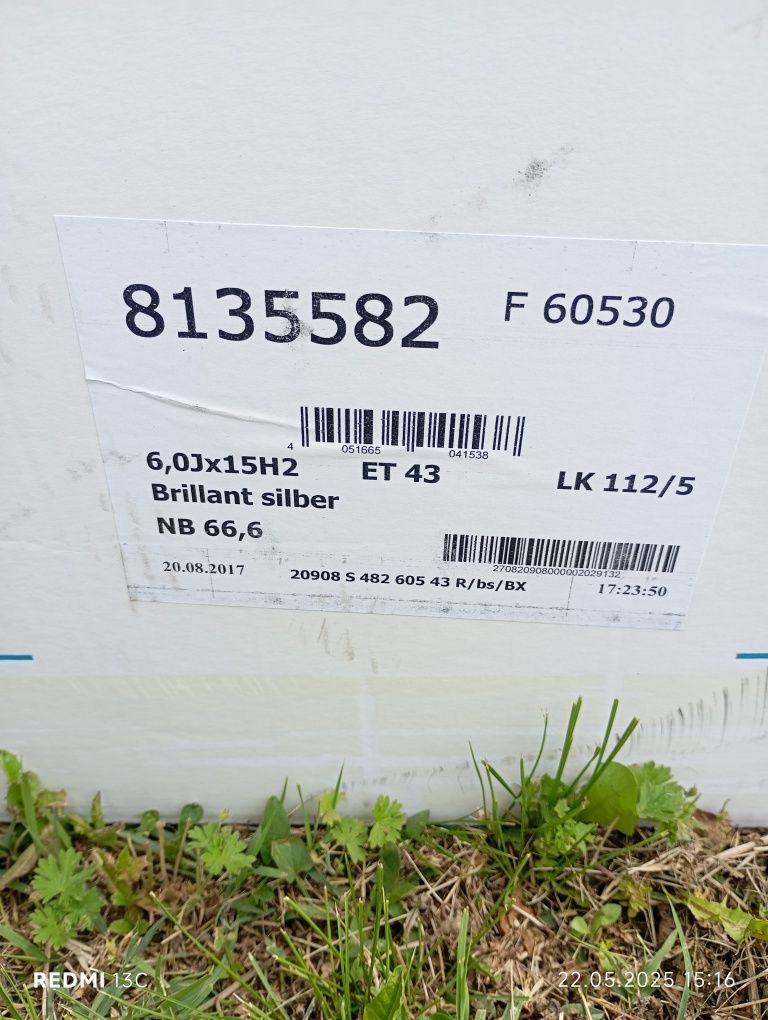 8135582 F 60530
4 051665 041538
6,0Jx15H2 ET 43 LK 112/5
Brillant silber
NB 66,6
270820908000002029132
20.08.2017 20908 S 482 605 43 R/bs/BX 17:23:50
REDMI 13C 22.05.2025 15:16